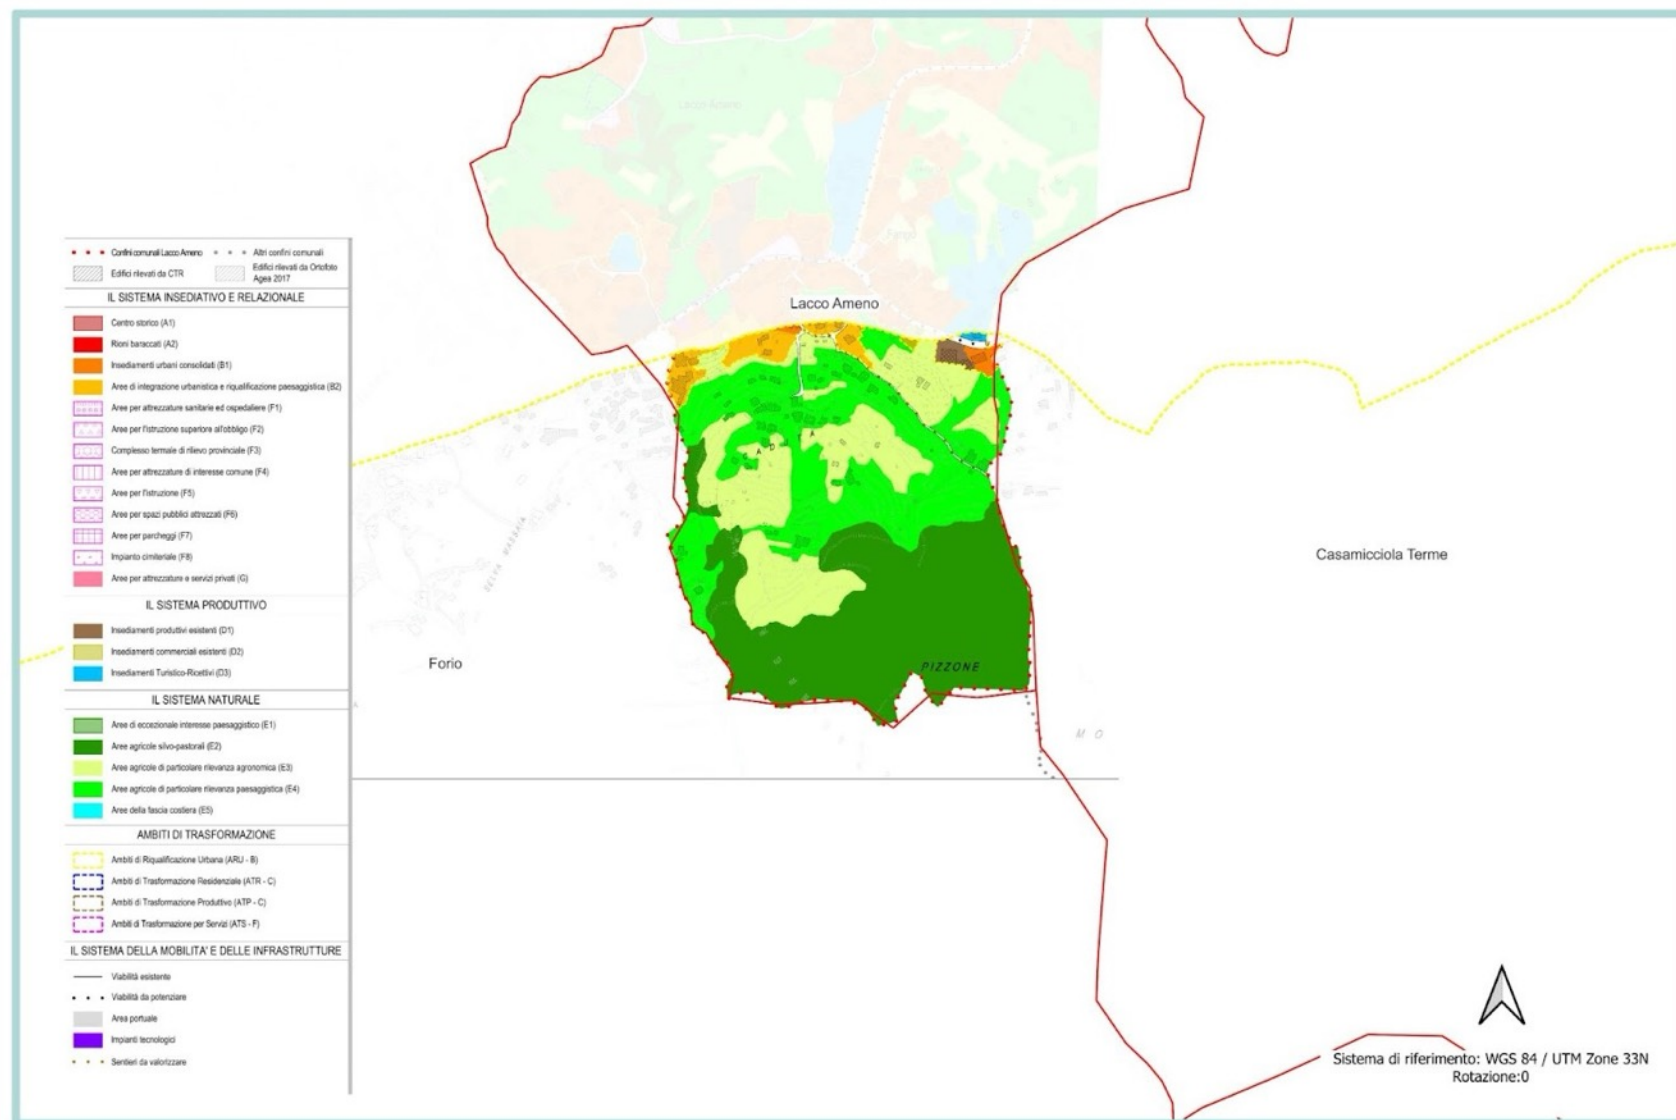 Lacco Ameno
Lacco Ameno
Confini comunali Lacco Ameno
Altri confini comunali
Edifici rilevati da CTR
Edifici rilevati da Ortofoto
Agea 2017
IL SISTEMA INSEDIATIVO E RELAZIONALE
Centro storico (A1)
Rioni baraccati (A2)
Insediamenti urbani consolidati (B1)
Aree di integrazione urbanistica e riqualificazione paesaggistica (B2)
Aree per attrezzature sanitarie ed ospedaliere (F1)
Aree per l'istruzione superiore all'obbligo (F2)
Complesso termale di rilievo provinciale (F3)
Aree per attrezzature di interesse comune (F4)
Aree per l'istruzione (F5)
Aree per spazi pubblici attrezzati (F6)
Aree per parcheggi (F7)
Impianto cimiteriale (F8)
Aree per attrezzature e servizi privati (G)
IL SISTEMA PRODUTTIVO
Insediamenti produttivi esistenti (D1)
Insediamenti commerciali esistenti (D2)
Insediamenti Turistico-Ricettivi (D3)
IL SISTEMA NATURALE
Aree di eccezionale interesse paesaggistico (E1)
Aree agricole silvo-pastorali (E2)
Aree agricole di particolare rilevanza agronomica (E3)
Aree agricole di particolare rilevanza paesaggistica (E4)
Aree della fascia costiera (E5)
AMBITI DI TRASFORMAZIONE
Ambiti di Riqualificazione Urbana (ARU - B)
Ambiti di Trasformazione Residenziale (ATR - C)
Ambiti di Trasformazione Produttivo (ATP - C)
Ambiti di Trasformazione per Servizi (ATS - F)
IL SISTEMA DELLA MOBILITA' E DELLE INFRASTRUTTURE
Viabilità esistente
Viabilità da potenziare
Area portuale
Impianti tecnologici
Sentieri da valorizzare
Casamicciola Terme
Forio
PIZZONE
M O
Sistema di riferimento: WGS 84 / UTM Zone 33N
Rotazione:0